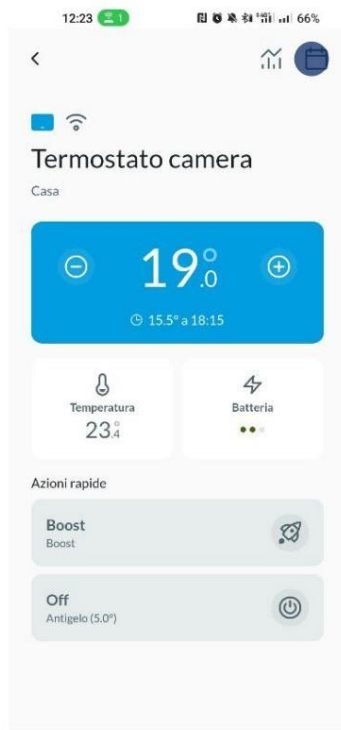 12:23 1 66%
Termostato camera
Casa
19.0°
15.5° a 18:15
Temperatura Batteria
23.4°
Azioni rapide
Boost
Boost
Off
Antigelo (5.0°)